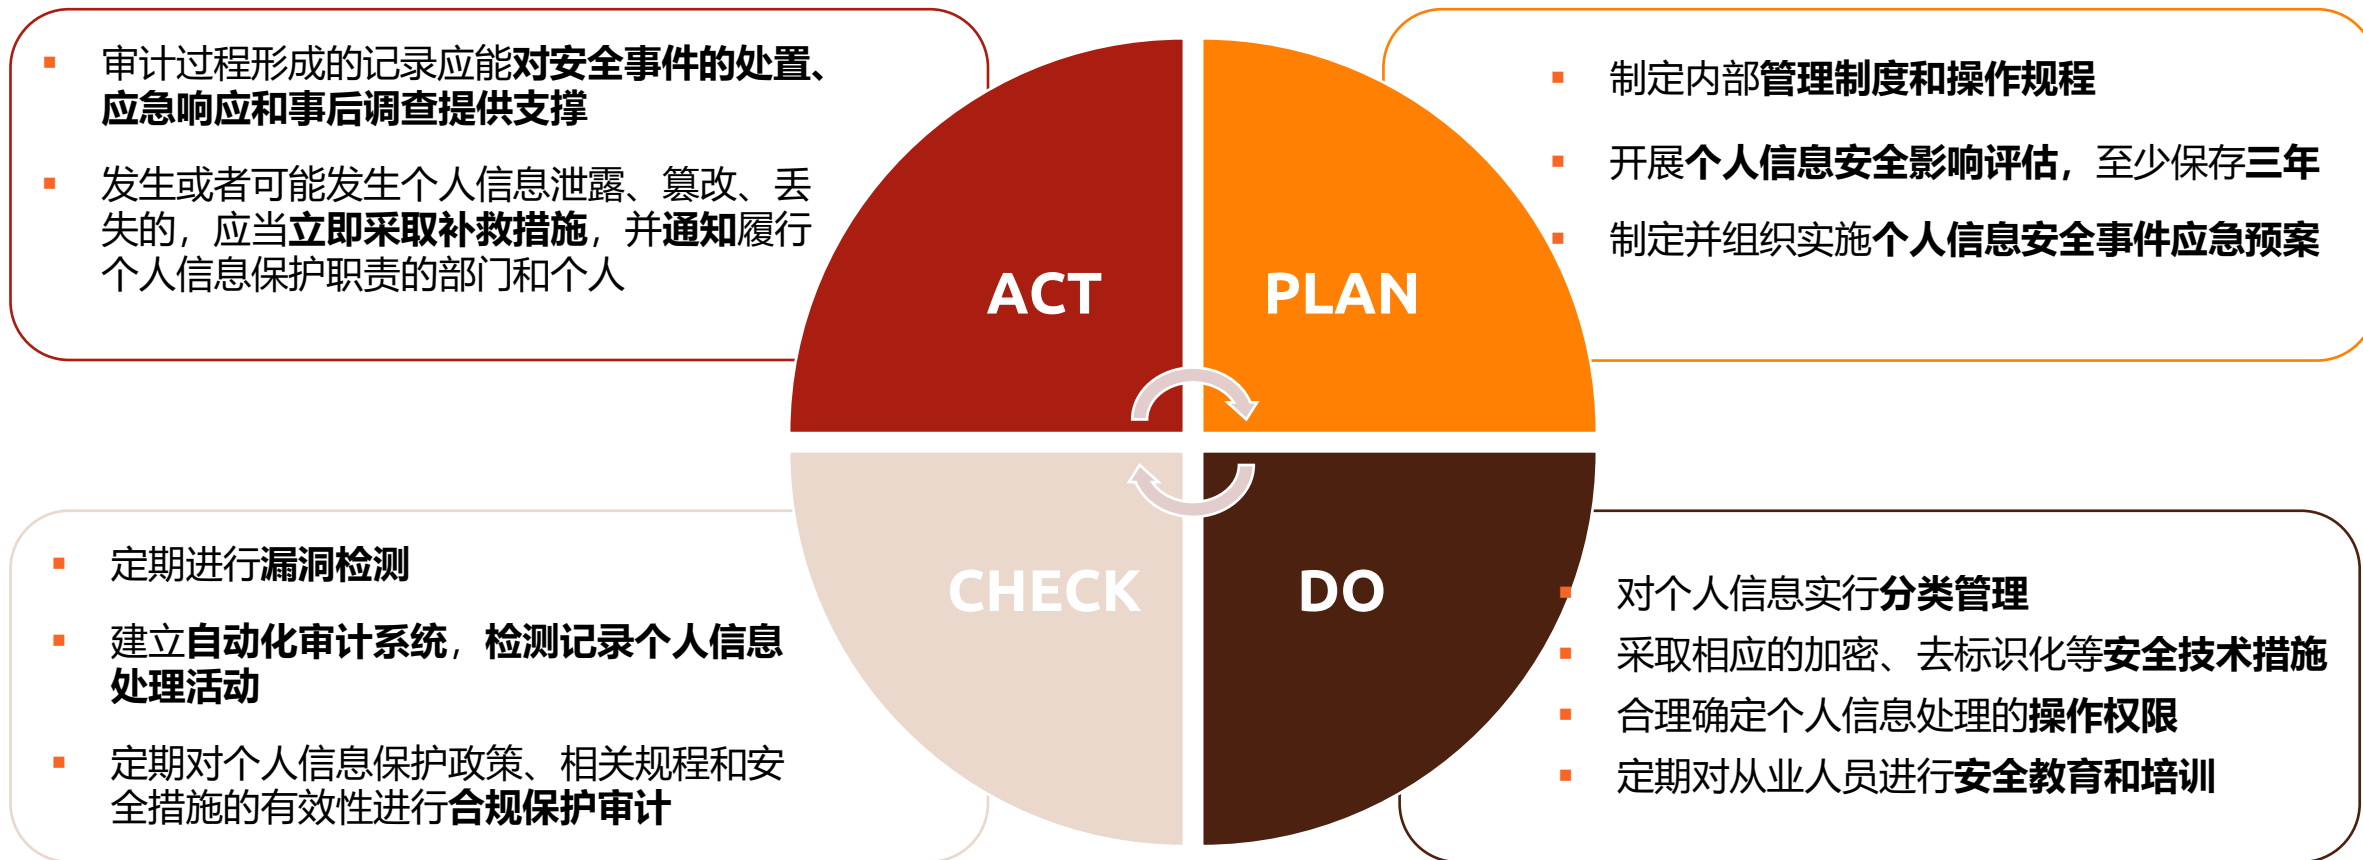 审计过程形成的记录应能对安全事件的处置、
应急响应和事后调查提供支撑
发生或者可能发生个人信息泄露、篡改、丢
失的，应当立即采取补救措施，并通知履行
个人信息保护职责的部门和个人
ACT
PLAN
制定内部管理制度和操作规程
开展个人信息安全影响评估，至少保存三年
制定并组织实施个人信息安全事件应急预案
定期进行漏洞检测
建立自动化审计系统，检测记录个人信息
处理活动
定期对个人信息保护政策、相关规程和安
全措施的有效性进行合规保护审计
CHECK
DO
对个人信息实行分类管理
采取相应的加密、去标识化等安全技术措施
合理确定个人信息处理的操作权限
定期对从业人员进行安全教育和培训